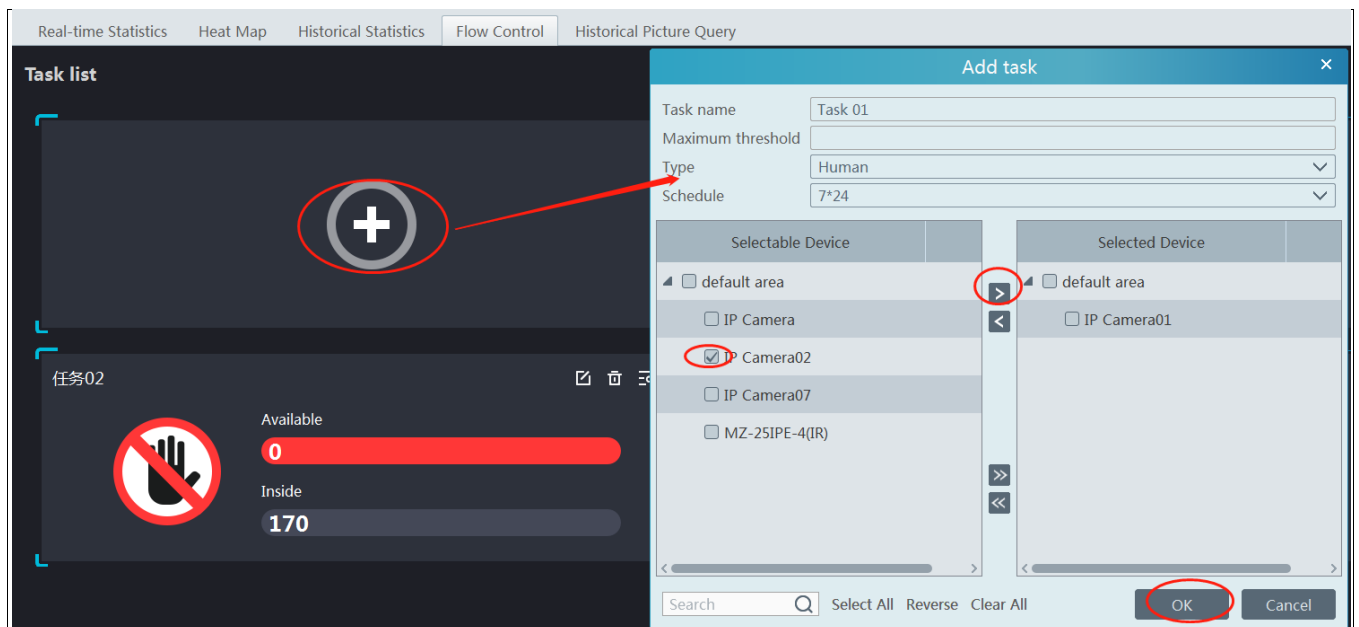 Real-time Statistics Heat Map Historical Statistics Flow Control Historical Picture Query
Task list
Add task
Task name Task 01
Maximum threshold
Type Human
Schedule 7*24
Selectable Device
Selected Device
default area
IP Camera
IP Camera02
IP Camera07
MZ-25IPE-4(IR)
default area
IP Camera01
任务02
Available
0
Inside
170
Search Select All Reverse Clear All OK Cancel